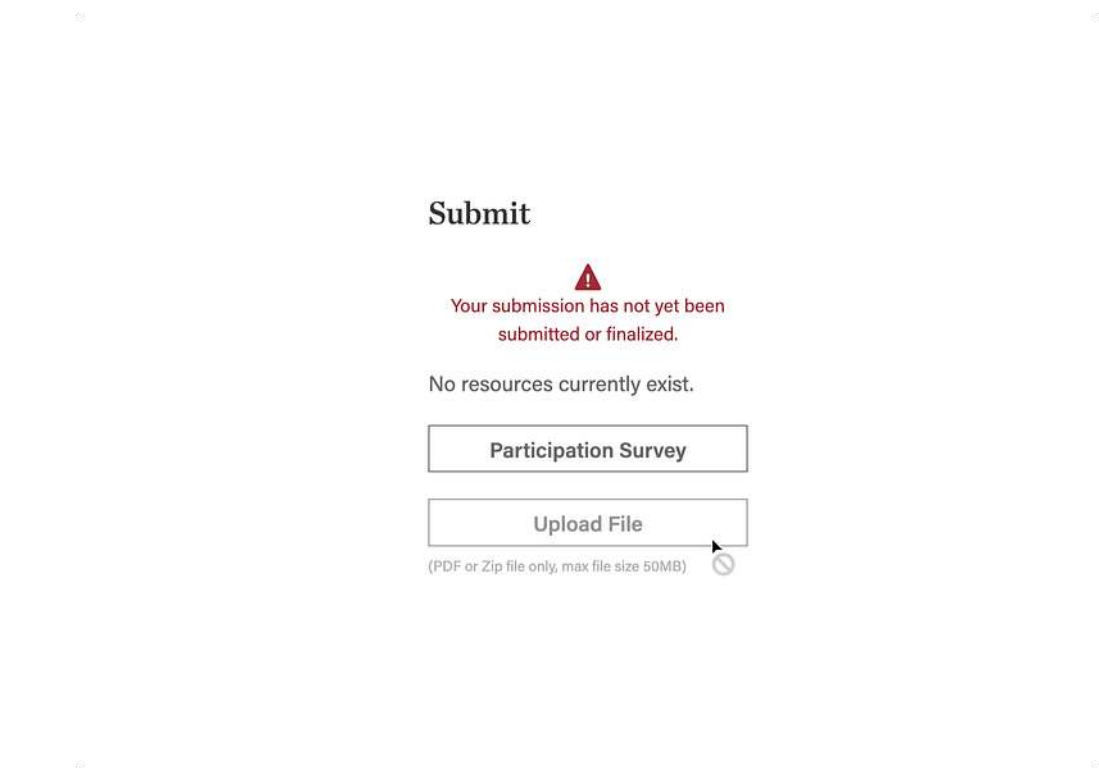 Submit
Your submission has not yet been
submitted or finalized.
No resources currently exist.
Participation Survey
Upload File
(PDF or Zip file only, max file size 50MB)